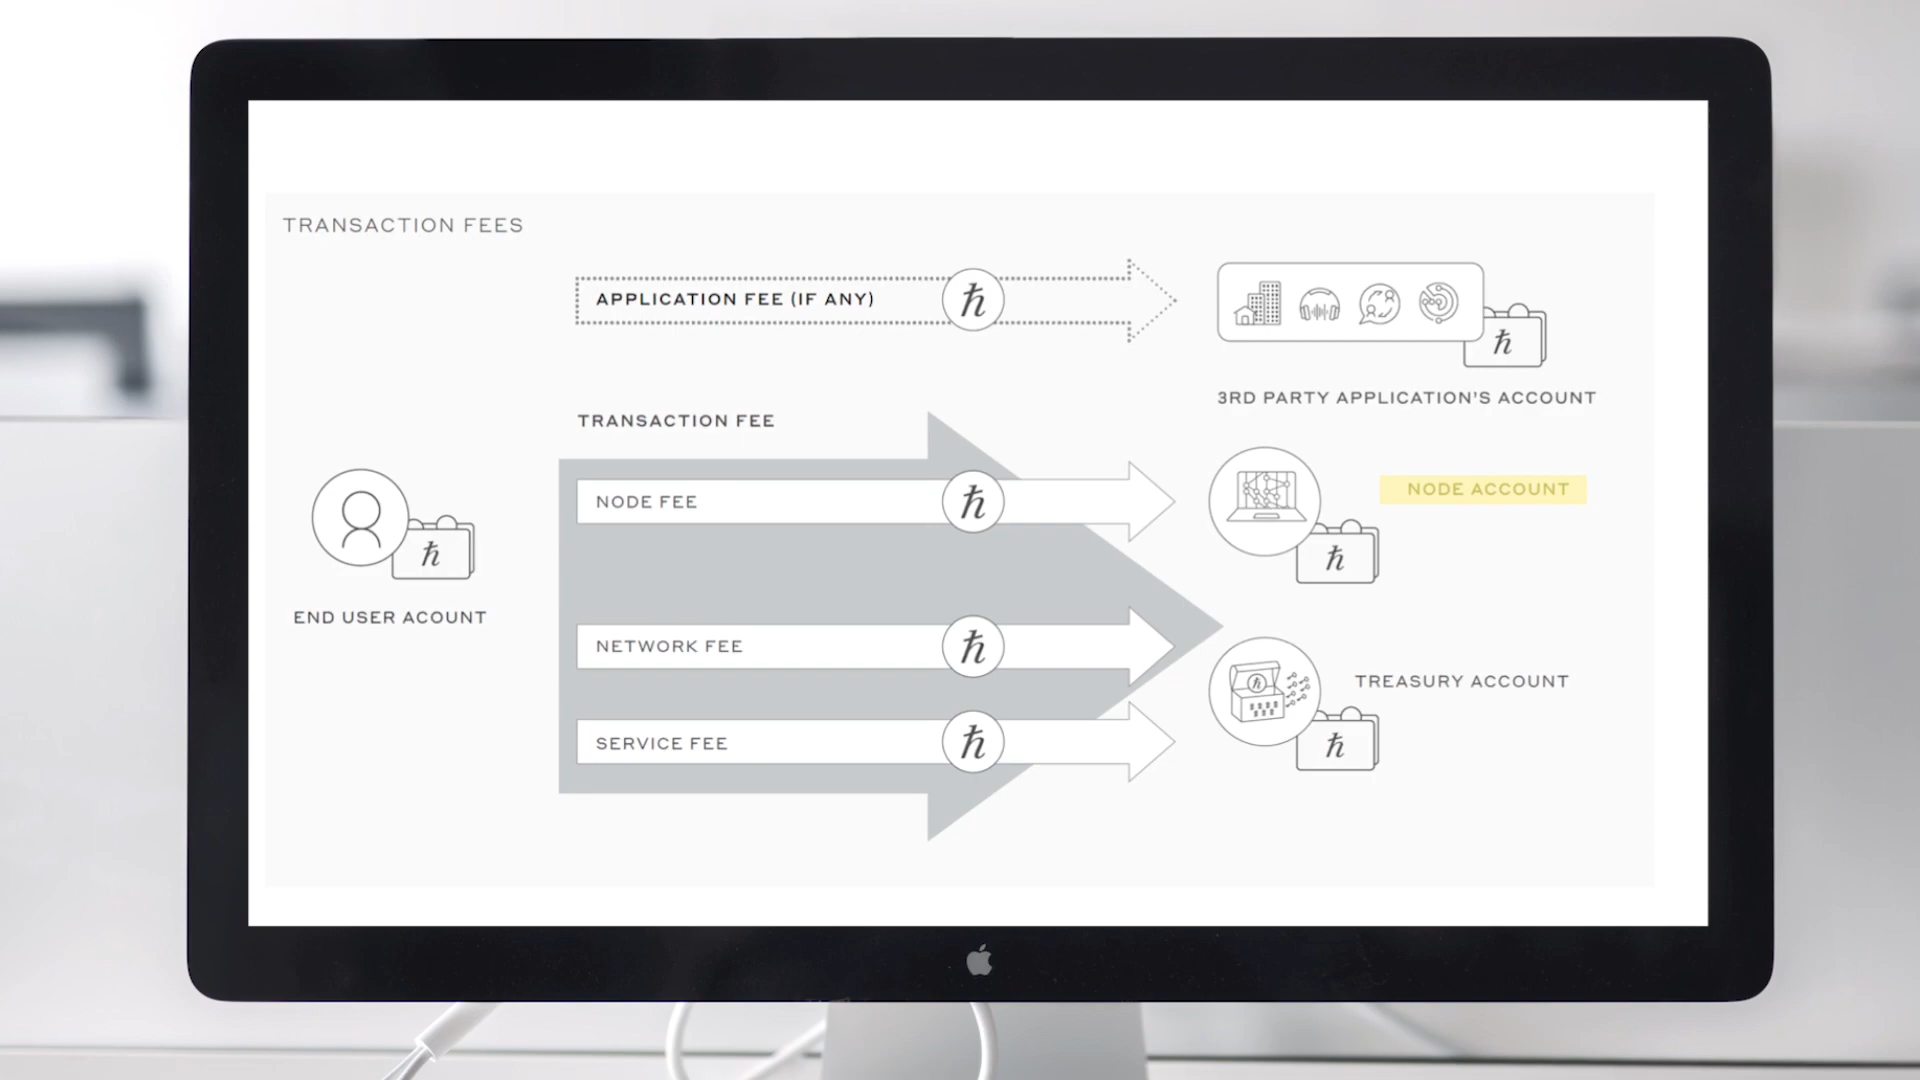 TRANSACTION FEES
APPLICATION FEE (IF ANY)
ℏ
ℏ
3RD PARTY APPLICATION'S ACCOUNT
TRANSACTION FEE
NODE FEE
ℏ
NODE ACCOUNT
ℏ
ℏ
END USER ACOUNT
NETWORK FEE
ℏ
ℏ
TREASURY ACCOUNT
SERVICE FEE
ℏ
ℏ